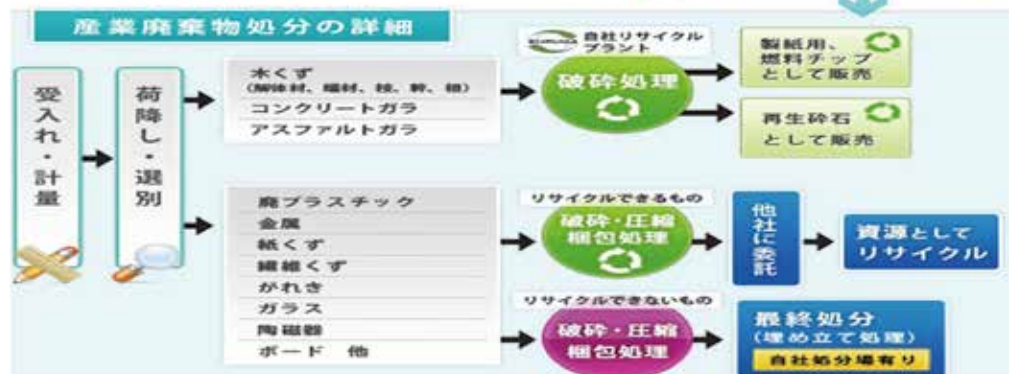 産業廃棄物処分の詳細
受入れ・計量
荷降し・選別
木くず
(解体材、端材、枝、幹、根)
コンクリートガラ
アスファルトガラ
自社リサイクル
プラント
破砕処理
製紙用、
燃料チップ
として販売
再生砕石
として販売
廃プラスチック
金属
紙くず
繊維くず
がれき
ガラス
陶磁器
ボード 他
リサイクルできるもの
破砕・圧縮
梱包処理
他社に委託
資源として
リサイクル
リサイクルできないもの
破砕・圧縮
梱包処理
最終処分
(埋め立て処理)
自社処分場有り